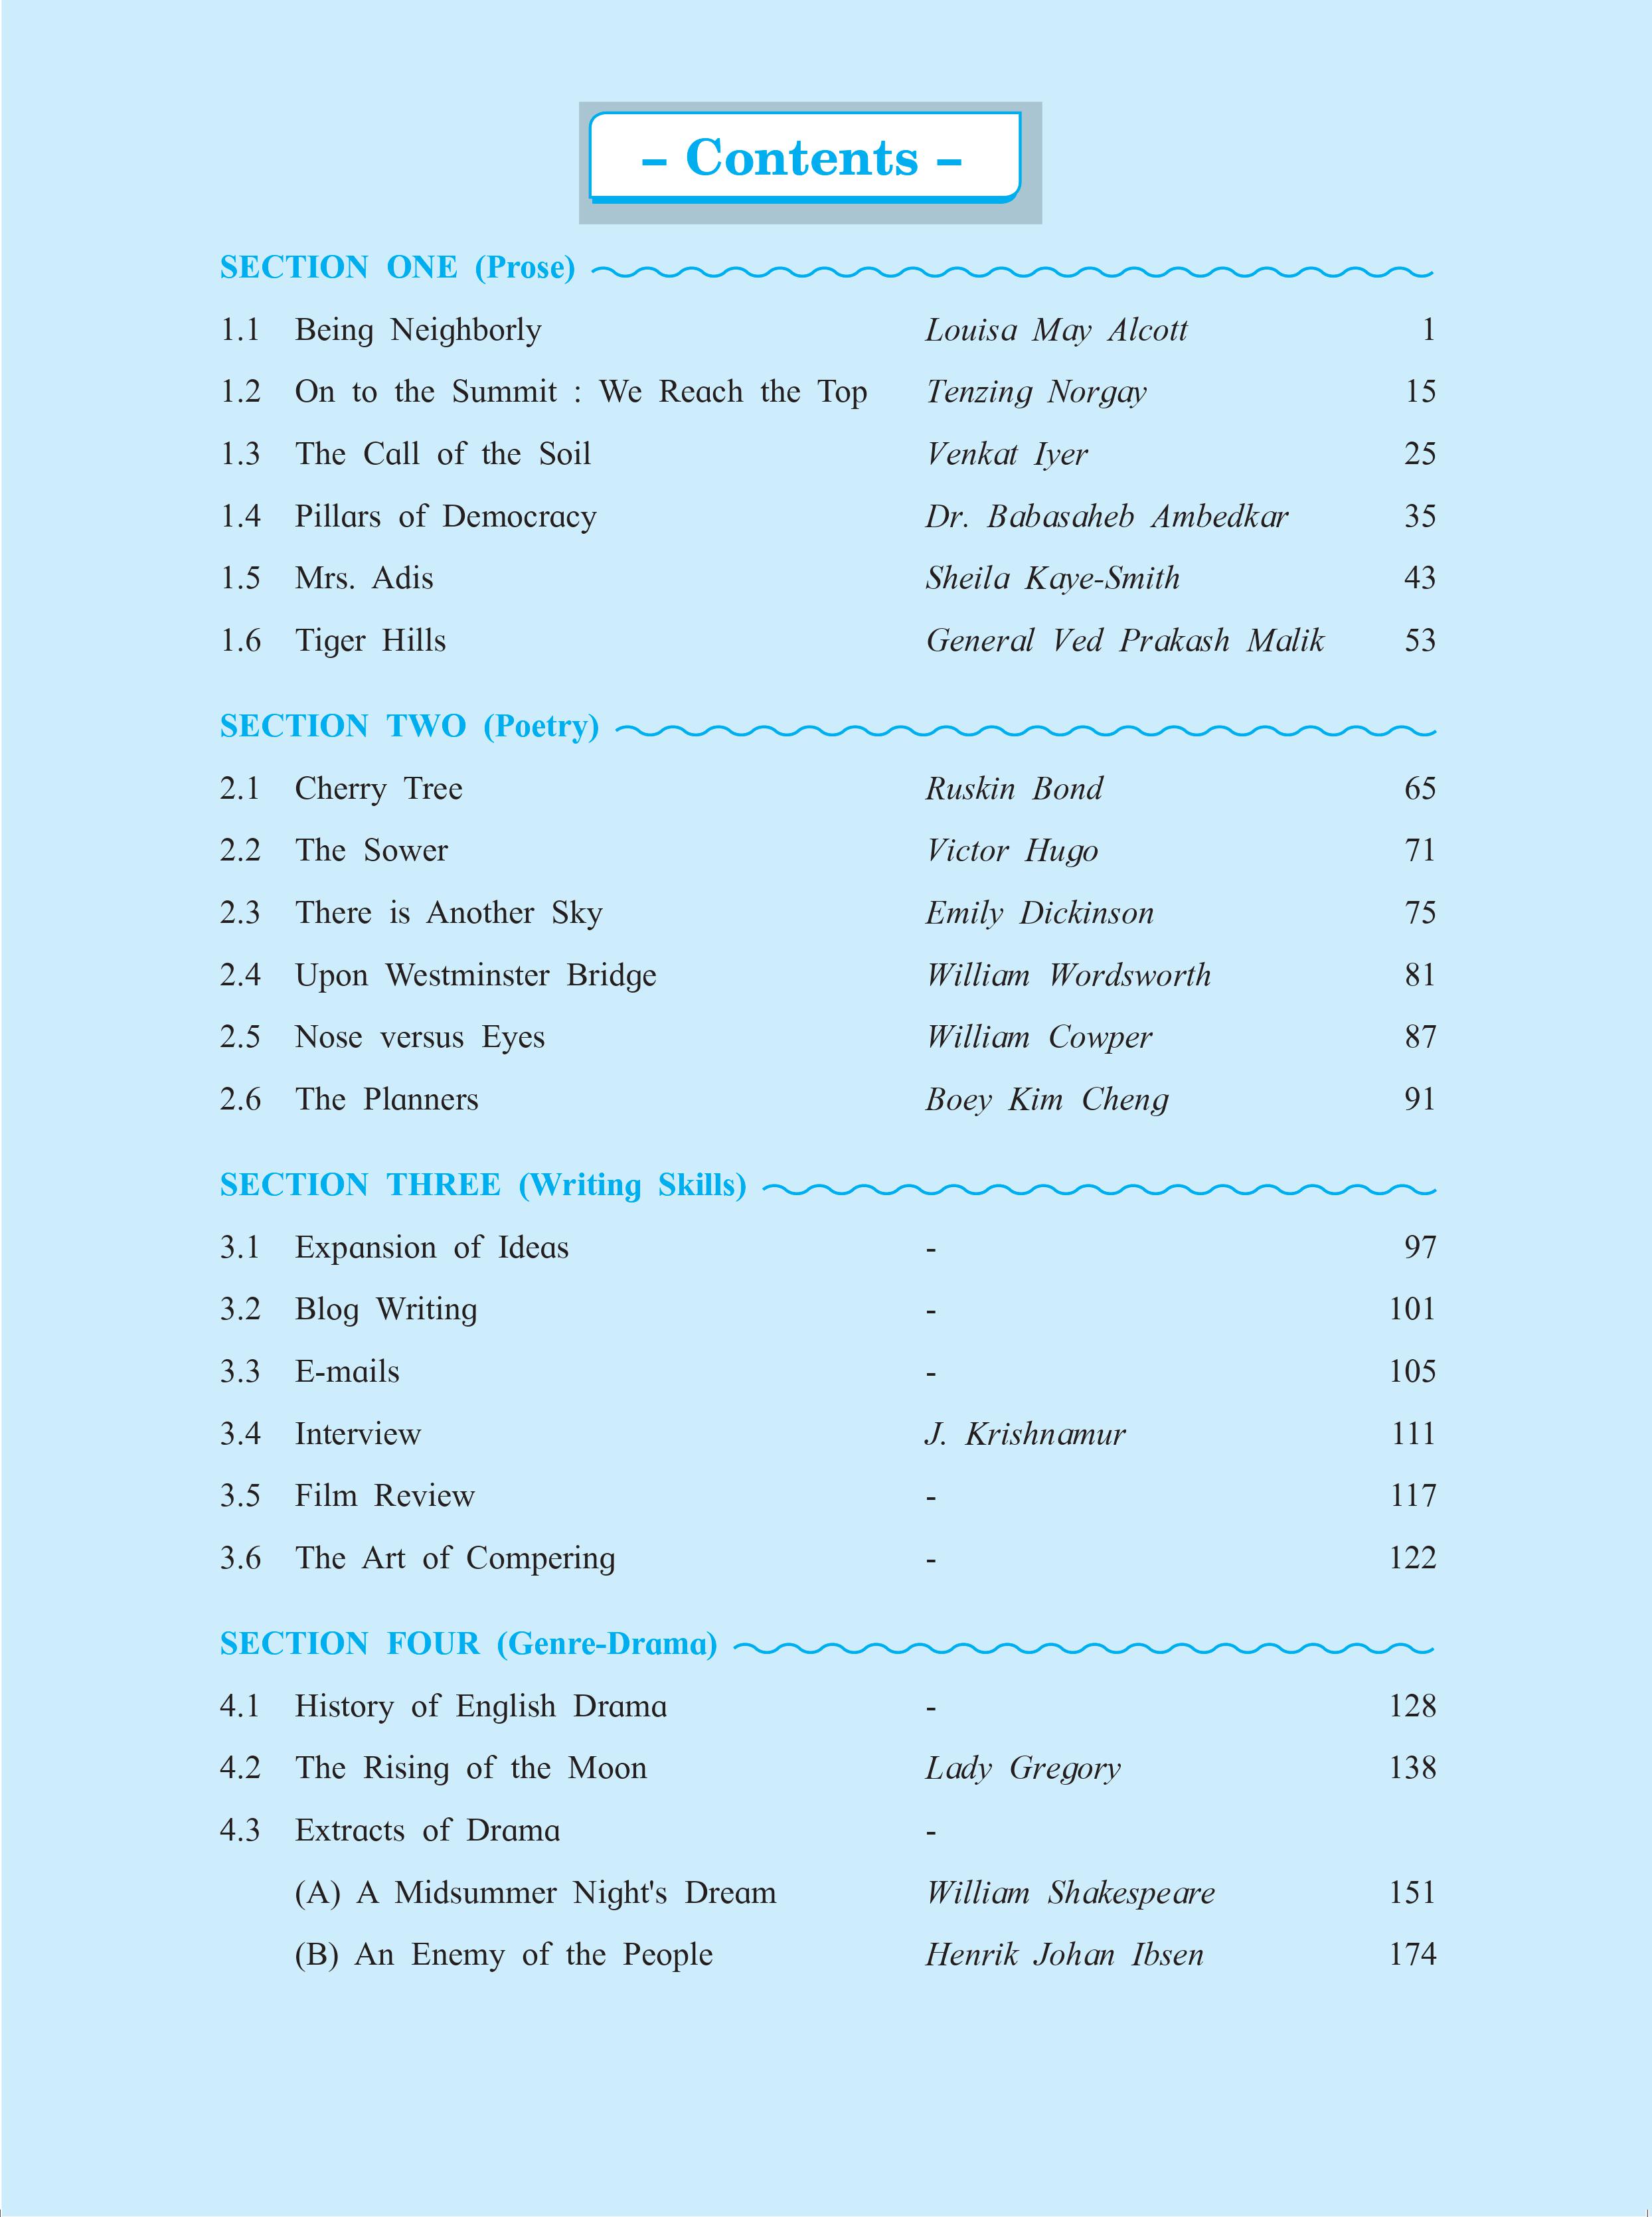 – Contents –
SECTION ONE (Prose)
1.1 Being Neighborly Louisa May Alcott 1
1.2 On to the Summit : We Reach the Top Tenzing Norgay 15
1.3 The Call of the Soil Venkat Iyer 25
1.4 Pillars of Democracy Dr. Babasaheb Ambedkar 35
1.5 Mrs. Adis Sheila Kaye-Smith 43
1.6 Tiger Hills General Ved Prakash Malik 53
SECTION TWO (Poetry)
2.1 Cherry Tree Ruskin Bond 65
2.2 The Sower Victor Hugo 71
2.3 There is Another Sky Emily Dickinson 75
2.4 Upon Westminster Bridge William Wordsworth 81
2.5 Nose versus Eyes William Cowper 87
2.6 The Planners Boey Kim Cheng 91
SECTION THREE (Writing Skills)
3.1 Expansion of Ideas - 97
3.2 Blog Writing - 101
3.3 E-mails - 105
3.4 Interview J. Krishnamur 111
3.5 Film Review - 117
3.6 The Art of Compering - 122
SECTION FOUR (Genre-Drama)
4.1 History of English Drama - 128
4.2 The Rising of the Moon Lady Gregory 138
4.3 Extracts of Drama -
(A) A Midsummer Night's Dream William Shakespeare 151
(B) An Enemy of the People Henrik Johan Ibsen 174